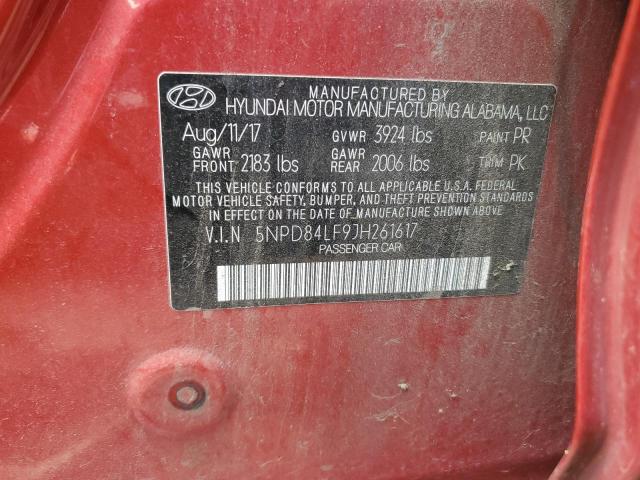 MANUFACTURED BY
HYUNDAI MOTOR MANUFACTURING ALABAMA, LLC
Aug/11/17 GVWR 3924 lbs PAINT PR
GAWR FRONT 2183 lbs GAWR REAR 2006 lbs TRIM PK
THIS VEHICLE CONFORMS TO ALL APPLICABLE U.S.A. FEDERAL
MOTOR VEHICLE SAFETY, BUMPER, AND THEFT PREVENTION STANDARDS
IN EFFECT ON THE DATE OF MANUFACTURE SHOWN ABOVE.
V.I.N 5NPD84LF9JH261617
PASSENGER CAR